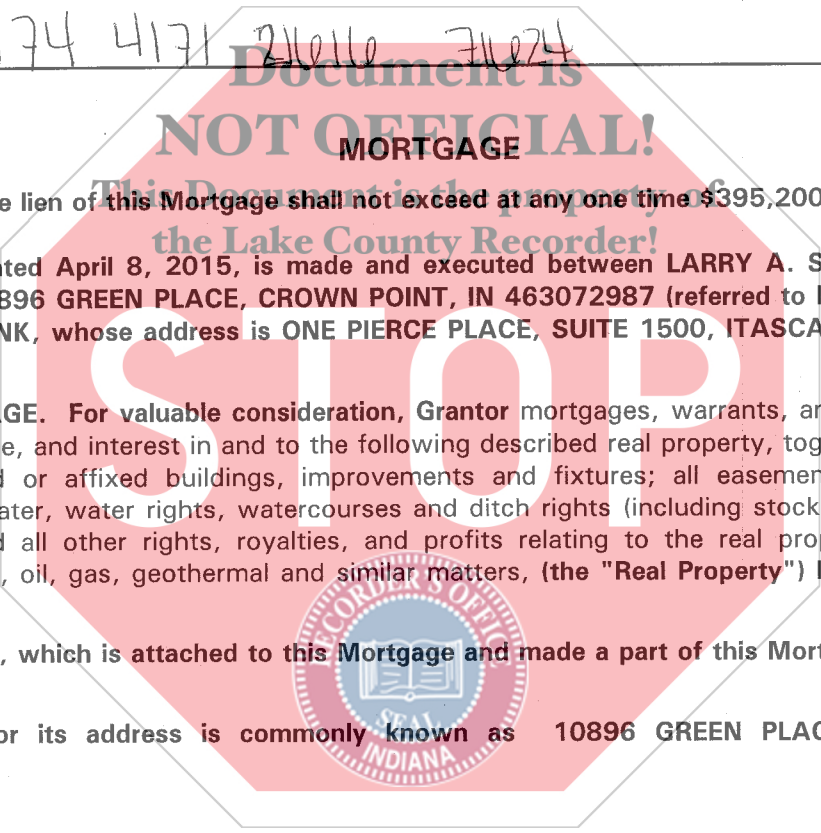 74 4171
Document is
NOT OFFICIAL!
MORTGAGE
This Document is the property of
e lien of this Mortgage shall not exceed at any one time $395,200
the Lake County Recorder!
ted April 8, 2015, is made and executed between LARRY A. S
896 GREEN PLACE, CROWN POINT, IN 463072987 (referred to
NK, whose address is ONE PIERCE PLACE, SUITE 1500, ITASCA
STOP
GE. For valuable consideration, Grantor mortgages, warrants, an
e, and interest in and to the following described real property, tog
d or affixed buildings, improvements and fixtures; all easemen
ater, water rights, watercourses and ditch rights (including stock
d all other rights, royalties, and profits relating to the real prop
, oil, gas, geothermal and similar matters, (the "Real Property")
RECORDER'S OFFICE
, which is attached to this Mortgage and made a part of this Mort
SEAL
or its address is commonly known as 10896 GREEN PLAC
INDIANA